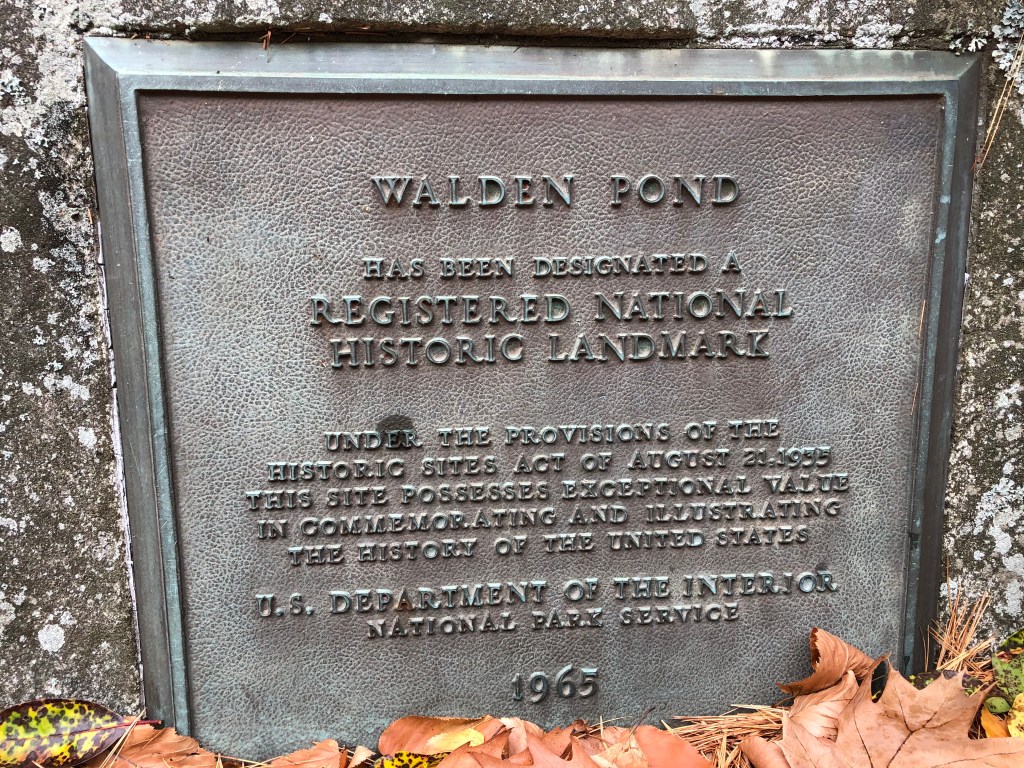 WALDEN POND
HAS BEEN DESIGNATED A
REGISTERED NATIONAL
HISTORIC LANDMARK
UNDER THE PROVISIONS OF THE
HISTORIC SITES ACT OF AUGUST 21.1935
THIS SITE POSSESSES EXCEPTIONAL VALUE
IN COMMEMORATING AND ILLUSTRATING
THE HISTORY OF THE UNITED STATES
U.S. DEPARTMENT OF THE INTERIOR
NATIONAL PARK SERVICE
1965